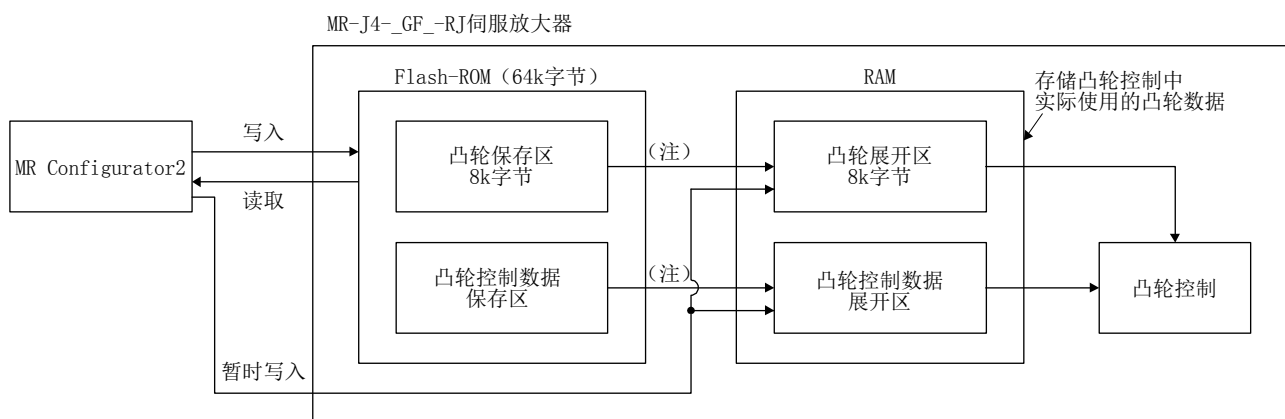 MR-J4-_GF_-RJ伺服放大器
Flash-ROM（64k字节）
RAM
存储凸轮控制中
实际使用的凸轮数据
MR Configurator2
写入
读取
凸轮保存区
8k字节
（注）
凸轮展开区
8k字节
凸轮控制数据
保存区
（注）
凸轮控制数据
展开区
凸轮控制
暂时写入